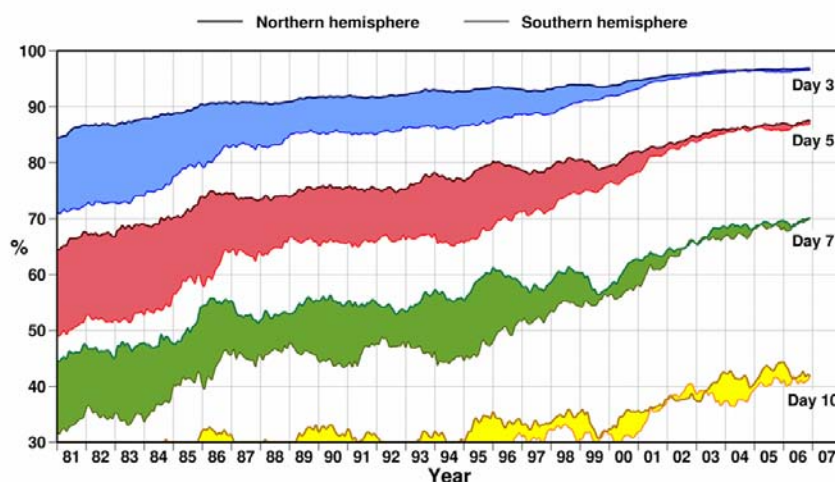 Northern hemisphere Southern hemisphere
100
90
80
70
60
50
40
30
%
Day 3
Day 5
Day 7
Day 10
81 82 83 84 85 86 87 88 89 90 91 92 93 94 95 96 97 98 99 00 01 02 03 04 05 06 07
Year